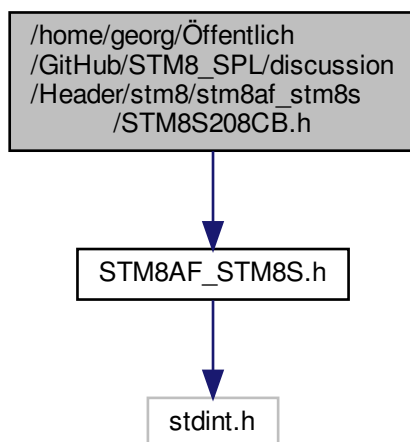 /home/georg/Öffentlich
/GitHub/STM8_SPL/discussion
/Header/stm8/stm8af_stm8s
/STM8S208CB.h
STM8AF_STM8S.h
stdint.h